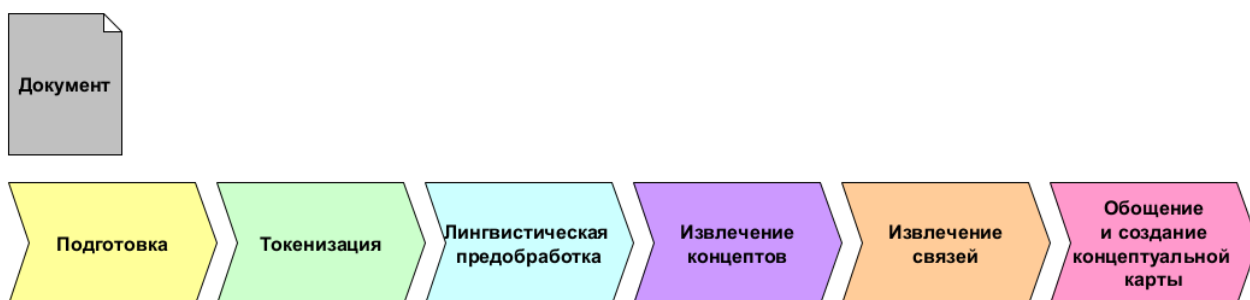 Документ
Подготовка
Токенизация
Лингвистическая
предобработка
Извлечение
концептов
Извлечение
связей
Обощение
и создание
концептуальной
карты